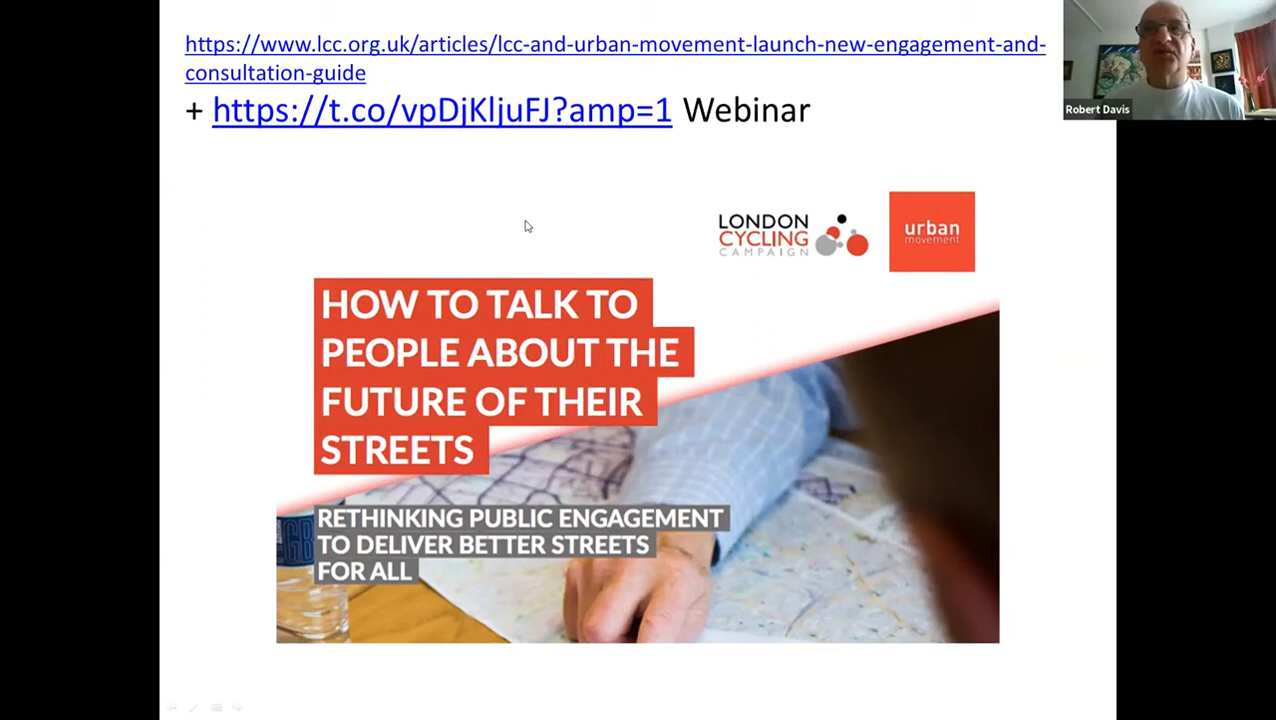 https://www.lcc.org.uk/articles/lcc-and-urban-movement-launch-new-engagement-and-
consultation-guide
+ https://t.co/vpDjKljuFJ?amp=1 Webinar
Robert Davis
LONDON
CYCLING
CAMPAIGN
urban
movement
HOW TO TALK TO
PEOPLE ABOUT THE
FUTURE OF THEIR
STREETS
RETHINKING PUBLIC ENGAGEMENT
TO DELIVER BETTER STREETS
FOR ALL